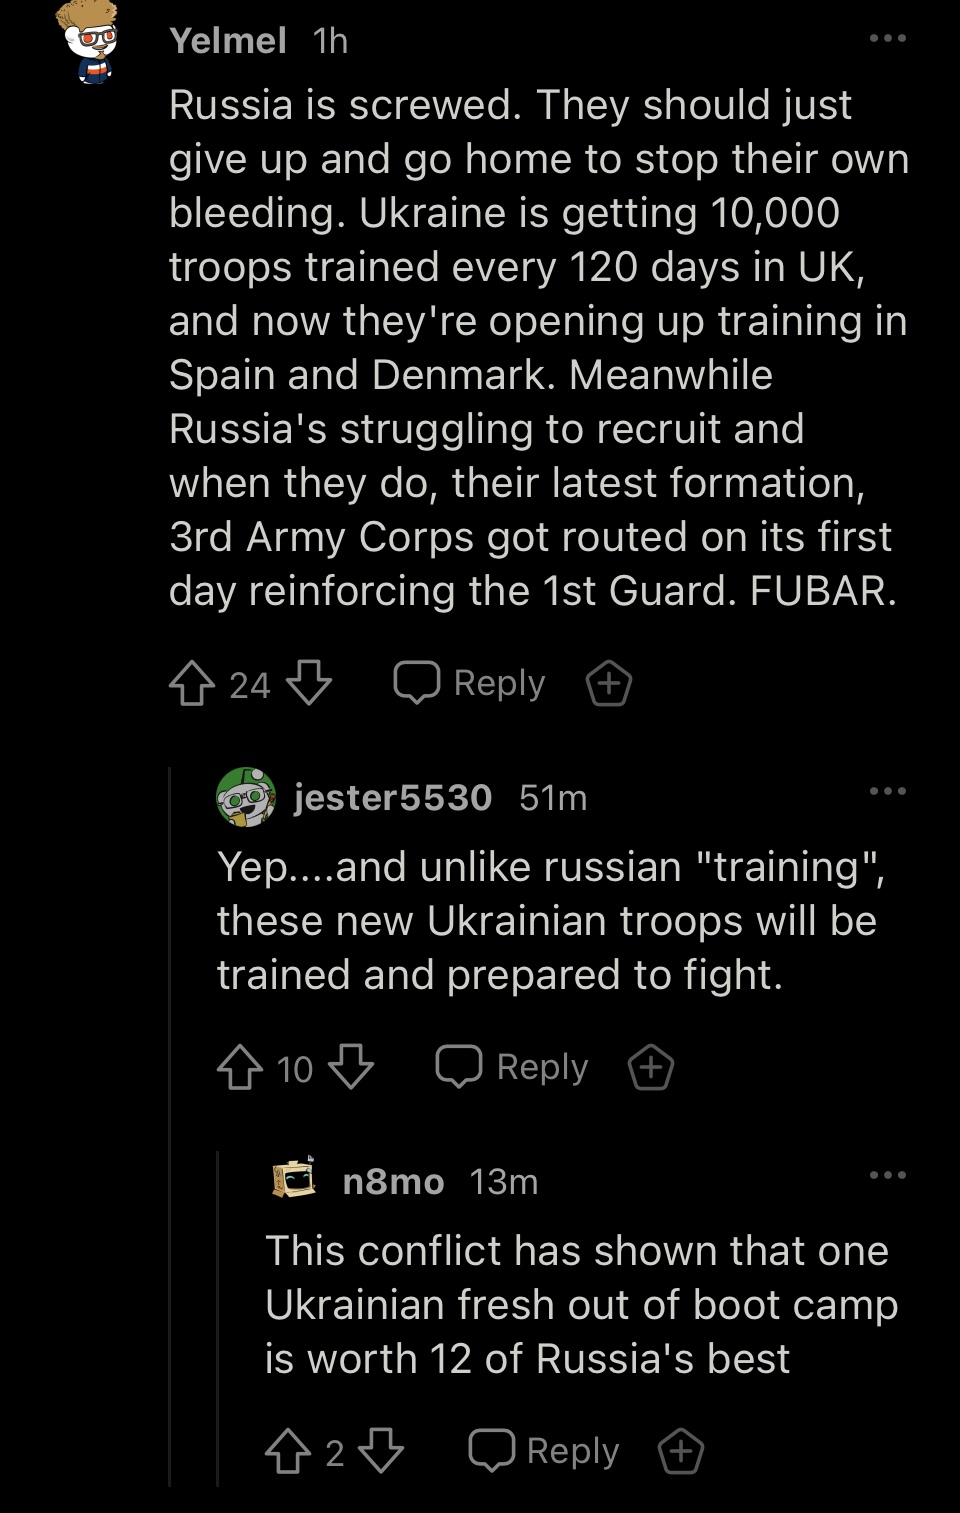 Yelmel 1h
Russia is screwed. They should just
give up and go home to stop their own
bleeding. Ukraine is getting 10,000
troops trained every 120 days in UK,
and now they're opening up training in
Spain and Denmark. Meanwhile
Russia's struggling to recruit and
when they do, their latest formation,
3rd Army Corps got routed on its first
day reinforcing the 1st Guard. FUBAR.
24 Reply
jester5530 51m
Yep....and unlike russian "training",
these new Ukrainian troops will be
trained and prepared to fight.
10 Reply
n8mo 13m
This conflict has shown that one
Ukrainian fresh out of boot camp
is worth 12 of Russia's best
2 Reply